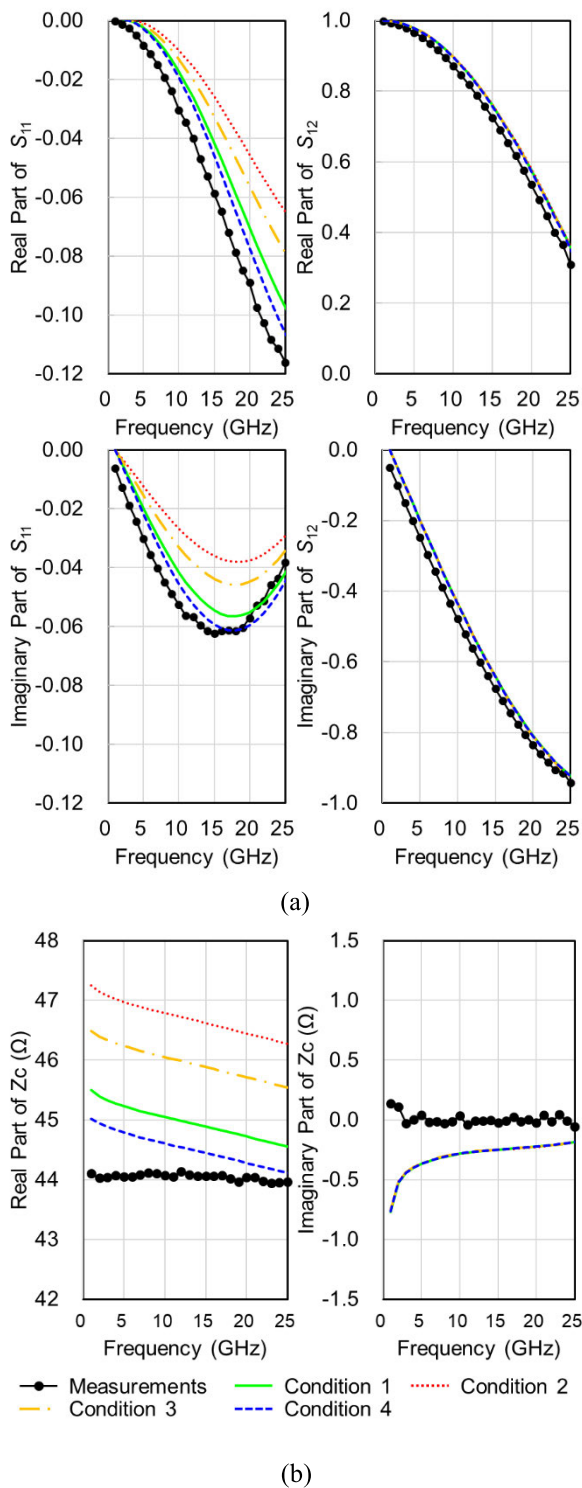 Real Part of S11
0.00
-0.02
-0.04
-0.06
-0.08
-0.10
-0.12
0 5 10 15 20 25
Frequency (GHz)
Real Part of S12
1.0
0.8
0.6
0.4
0.2
0.0
0 5 10 15 20 25
Frequency (GHz)
Imaginary Part of S11
0.00
-0.02
-0.04
-0.06
-0.08
-0.10
-0.12
0 5 10 15 20 25
Frequency (GHz)
Imaginary Part of S12
0.0
-0.2
-0.4
-0.6
-0.8
-1.0
0 5 10 15 20 25
Frequency (GHz)
(a)
Real Part of Zc (Ω)
48
47
46
45
44
43
42
0 5 10 15 20 25
Frequency (GHz)
Imaginary Part of Zc (Ω)
1.5
1.0
0.5
0.0
-0.5
-1.0
-1.5
0 5 10 15 20 25
Frequency (GHz)
Measurements Condition 1 Condition 2
Condition 3 Condition 4
(b)